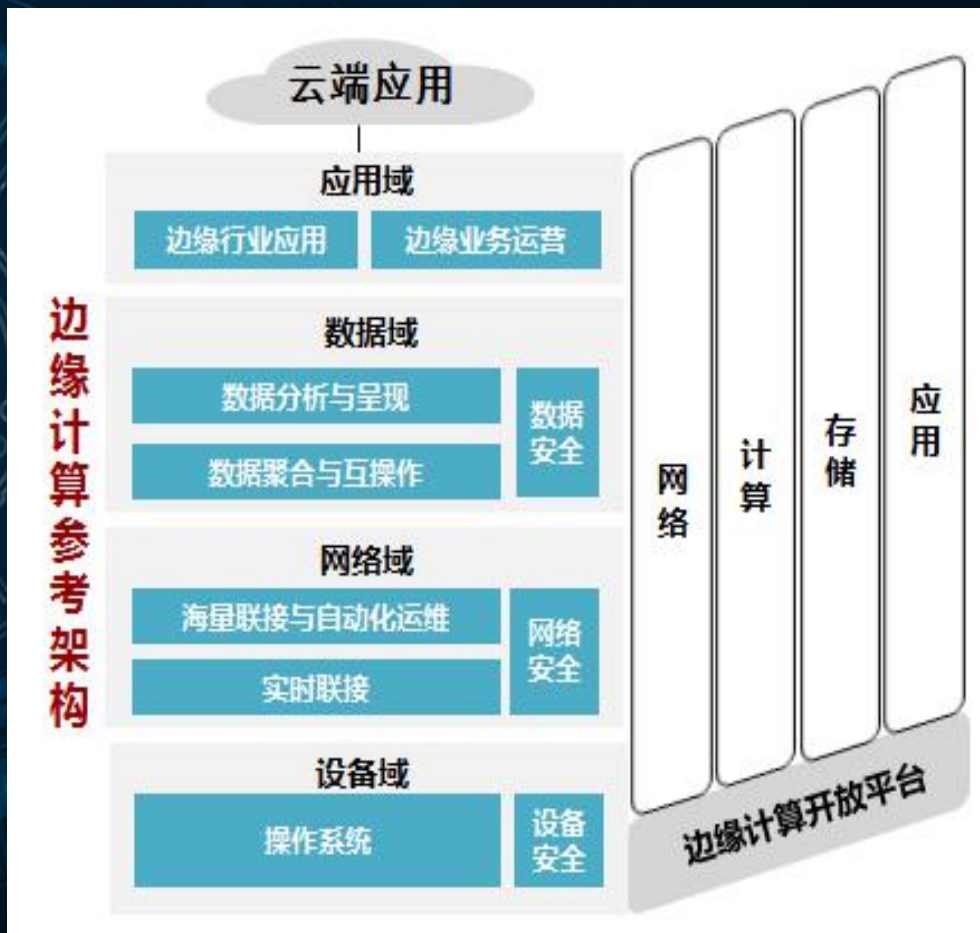 云端应用
应用域
边缘行业应用
边缘业务运营
数据域
数据分析与呈现
数据聚合与互操作
数据
安全
网络域
海量联接与自动化运维
实时联接
网络
安全
设备域
操作系统
设备
安全
边缘计算参考架构
网络
计算
存储
应用
边缘计算开放平台